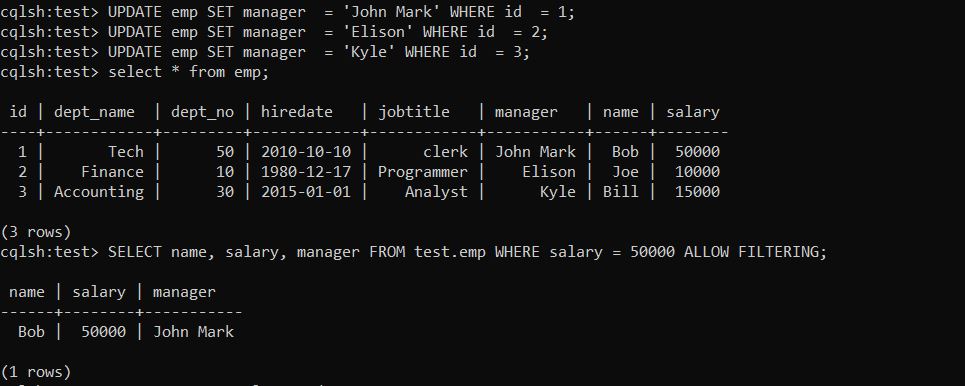 cqlsh:test> UPDATE emp SET manager  = 'John Mark' WHERE id  = 1;
cqlsh:test> UPDATE emp SET manager  = 'Elison' WHERE id  = 2;
cqlsh:test> UPDATE emp SET manager  = 'Kyle' WHERE id  = 3;
cqlsh:test> select * from emp;
 id | dept_name  | dept_no | hiredate   | jobtitle   | manager   | name | salary
----+------------+---------+------------+------------+-----------+------+--------
  1 |       Tech |      50 | 2010-10-10 |      clerk | John Mark |  Bob |  50000
  2 |    Finance |      10 | 1980-12-17 | Programmer |    Elison |  Joe |  10000
  3 | Accounting |      30 | 2015-01-01 |    Analyst |      Kyle | Bill |  15000
(3 rows)
cqlsh:test> SELECT name, salary, manager FROM test.emp WHERE salary = 50000 ALLOW FILTERING;
 name | salary | manager
------+--------+-----------
  Bob |  50000 | John Mark
(1 rows)